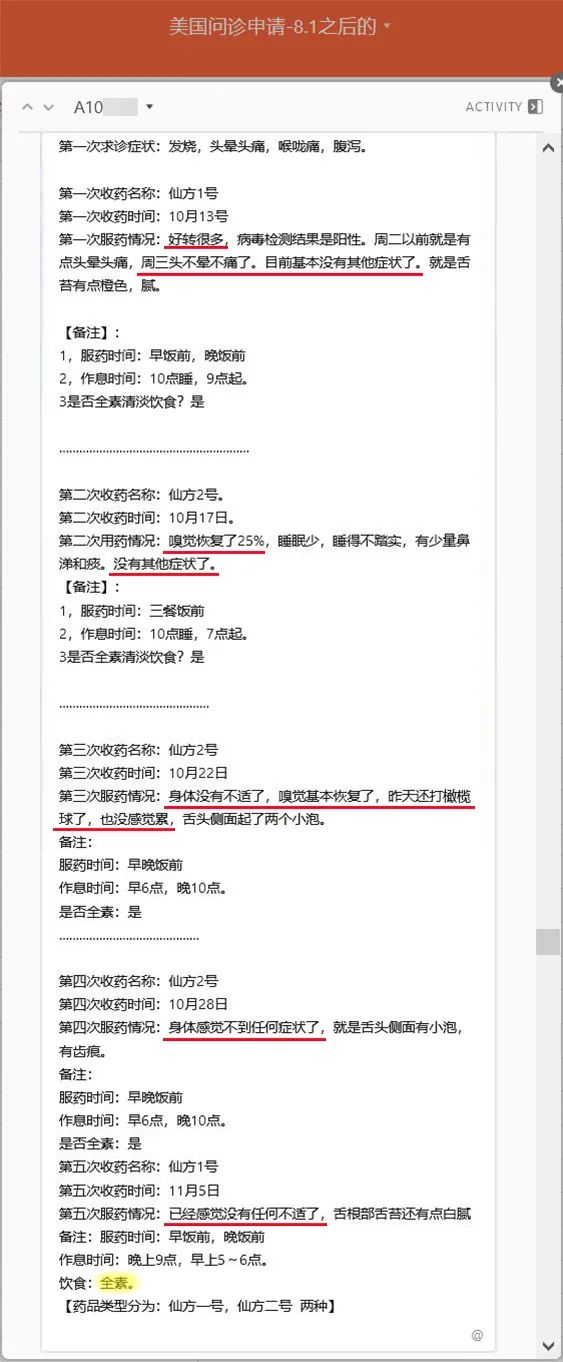 美国问诊申请-8.1之后的
A10
ACTIVITY
第一次求诊症状：发烧，头晕头痛，喉咙痛，腹泻。
第一次收药名称：仙方1号
第一次收药时间：10月13号
第一次服药情况：好转很多，病毒检测结果是阳性。周二以前就是有
点头晕头痛，周三头不晕不痛了。目前基本没有其他症状了。就是舌
苔有点橙色，腻。
【备注】：
1，服药时间：早饭前，晚饭前
2，作息时间：10点睡，9点起。
3是否全素清淡饮食？是
.........................................................
第二次收药名称：仙方2号。
第二次收药时间：10月17日。
第二次用药情况：嗅觉恢复了25%，睡眠少，睡得不踏实，有少量鼻
涕和痰。没有其他症状了。
【备注】：
1，服药时间：三餐饭前
2，作息时间：10点睡，7点起。
3是否全素清淡饮食？是
.............................................
第三次收药名称：仙方2号
第三次收药时间：10月22日
第三次服药情况：身体没有不适了，嗅觉基本恢复了，昨天还打橄榄
球了，也没感觉累，舌头侧面起了两个小泡。
备注：
服药时间：早晚饭前
作息时间：早6点，晚10点。
是否全素：是
..........................................
第四次收药名称：仙方2号
第四次收药时间：10月28日
第四次服药情况：身体感觉不到任何症状了，就是舌头侧面有小泡，
有齿痕。
备注：
服药时间：早晚饭前
作息时间：早6点，晚10点。
是否全素：是
第五次收药名称：仙方1号
第五次收药时间：11月5日
第五次服药情况：已经感觉没有任何不适了，舌根部舌苔还有点白腻
备注：服药时间：早饭前，晚饭前
作息时间：晚上9点，早上5～6点。
饮食：全素。
【药品类型分为：仙方一号，仙方二号 两种】
@